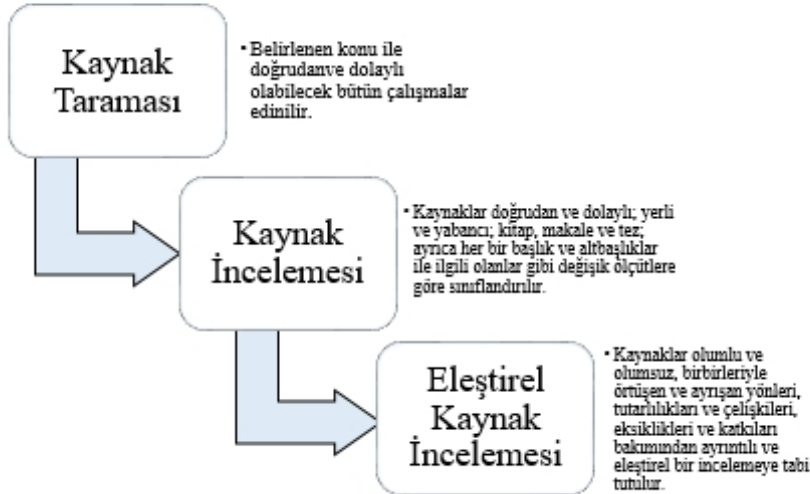 Kaynak
Taraması
• Belirlenen konu ile
doğrudanve dolaylı
olabilecek bütün çalışmalar
edinilir.
Kaynak
İncelemesi
• Kaynaklar doğrudan ve dolaylı; yerli
ve yabancı; kitap, makale ve tez;
ayrıca her bir başlık ve altbaşlıklar
ile ilgili olanlar gibi değişik ölçütlere
göre sınıflandırılır.
Eleştirel
Kaynak
İncelemesi
• Kaynaklar olumlu ve
olumsuz, birbirleriyle
örtüşen ve ayrışan yönleri,
tutarlılıkları ve çelişkileri,
eksiklikleri ve katkıları
bakımından ayrıntılı ve
eleştirel bir incelemeye tabi
tutulur.